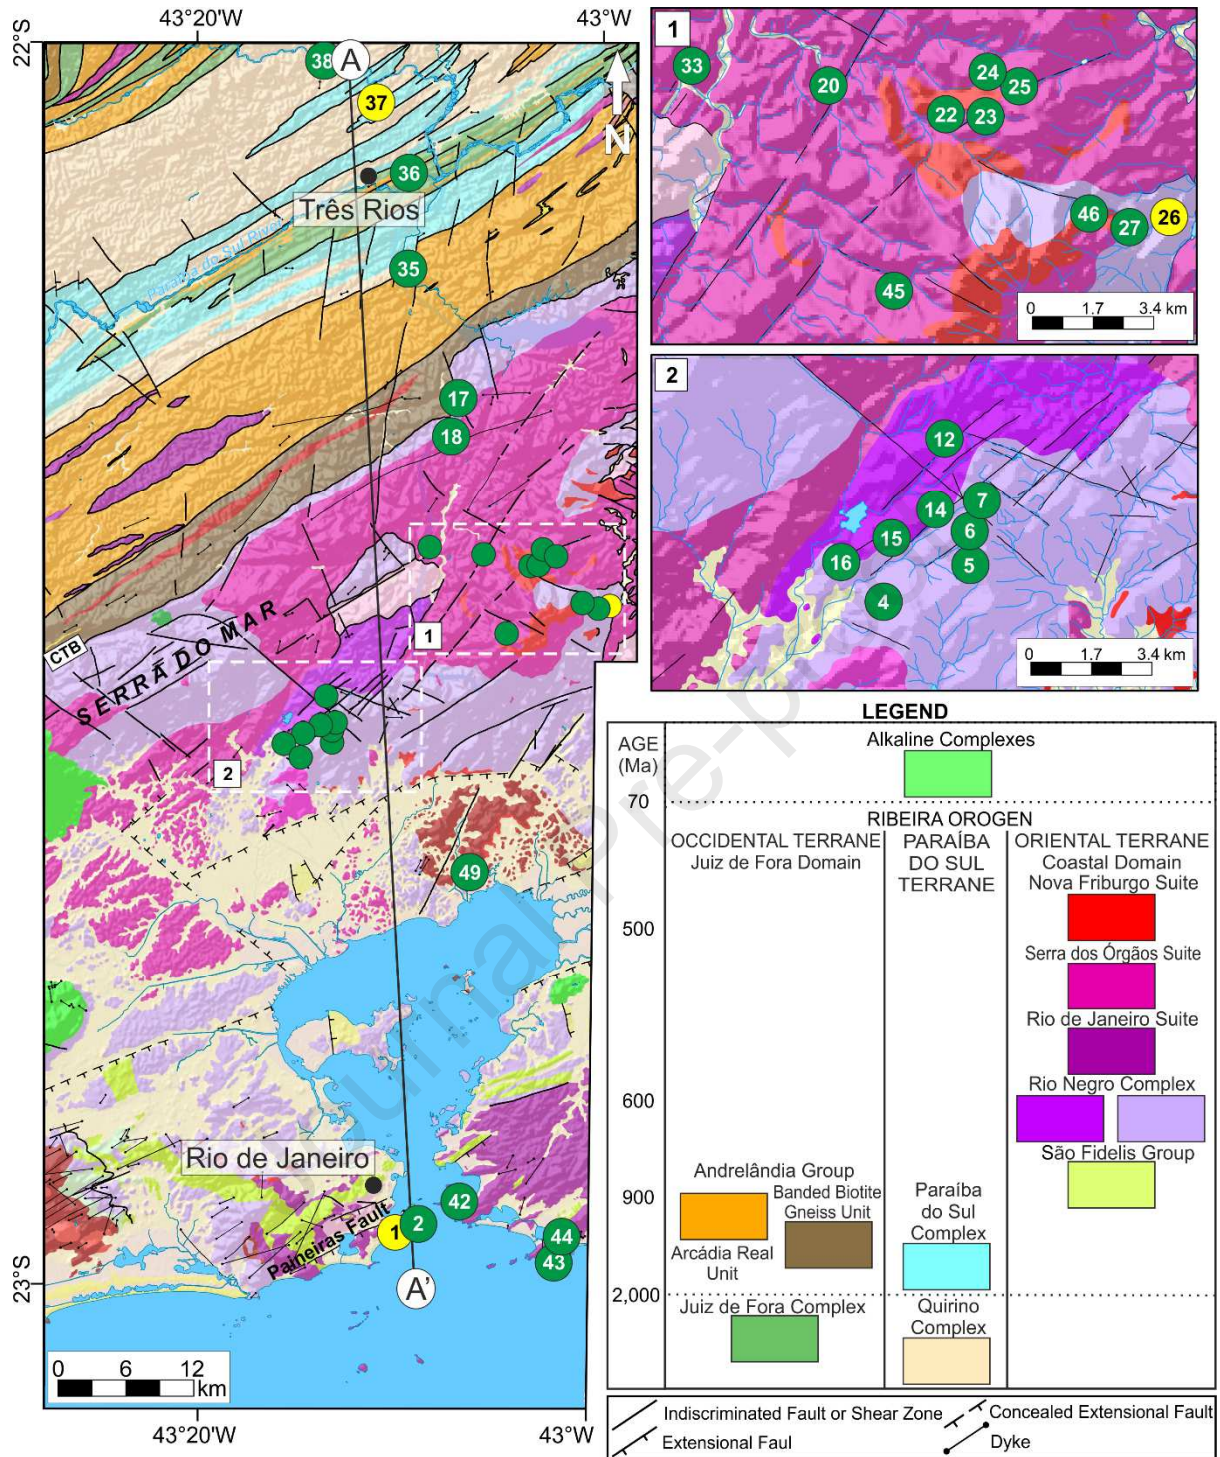 43°20'W
43°W
22°S
38
A
37
N
36
Três Rios
Paraíba do Sul River
35
17
18
CTB
SERRA DO MAR
1
2
49
Rio de Janeiro
Paineiras Fault
1
2
42
44
43
A'
23°S
0 6 12
km
43°20'W
43°W
1
33
20
24
25
22
23
46
27
26
45
0 1.7 3.4 km
2
12
7
14
6
15
16
5
4
0 1.7 3.4 km
Journal Pre-p
LEGEND
AGE
(Ma)
Alkaline Complexes
70
RIBEIRA OROGEN
OCCIDENTAL TERRANE
Juiz de Fora Domain
PARAÍBA
DO SUL
TERRANE
ORIENTAL TERRANE
Coastal Domain
Nova Friburgo Suite
500
Serra dos Órgãos Suite
Rio de Janeiro Suite
600
Rio Negro Complex
São Fidelis Group
Andrelândia Group
900
Banded Biotite
Gneiss Unit
Arcádia Real
Unit
Paraíba
do Sul
Complex
2,000
Juiz de Fora Complex
Quirino
Complex
Indiscriminated Fault or Shear Zone
Concealed Extensional Fault
Extensional Faul
Dyke